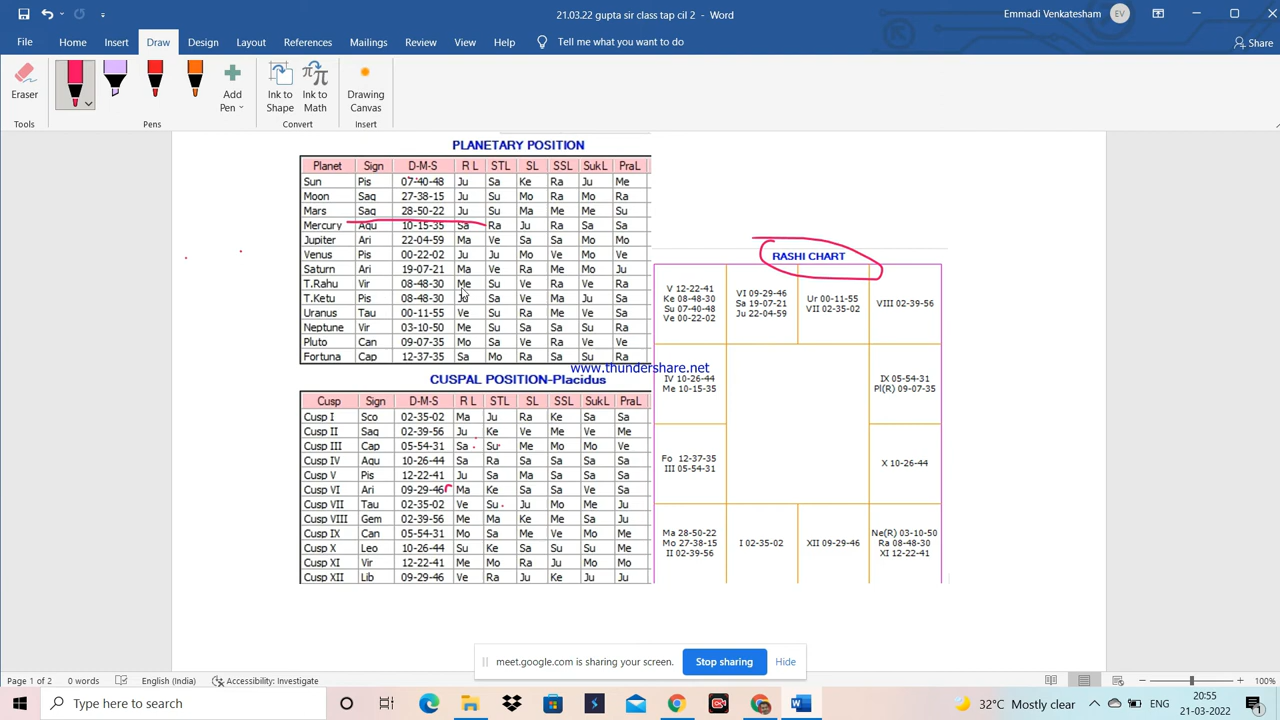 21.03.22 gupta sir class tap cil 2 - Word
Emmadi Venkatesham EV
File Home Insert Draw Design Layout References Mailings Review View Help Tell me what you want to do Share
Eraser
Add Pen
Ink to Shape
Ink to Math
Drawing Canvas
Tools Pens Convert Insert
PLANETARY POSITION
Planet Sign D-M-S R L STL SL SSL SukL PraL
Sun Pis 07-40-48 Ju Sa Ke Ra Ju Me
Moon Sag 27-38-15 Ju Su Mo Ra Mo Ra
Mars Sag 28-50-22 Ju Su Ma Me Me Su
Mercury Aqu 10-15-35 Sa Ra Ju Ra Sa Sa
Jupiter Ari 22-04-59 Ma Ve Sa Sa Mo Mo
Venus Pis 00-22-02 Ju Ju Mo Ve Mo Ve
Saturn Ari 19-07-21 Ma Ve Ra Me Mo Ju
T.Rahu Vir 08-48-30 Me Su Ve Ra Ve Ra
T.Ketu Pis 08-48-30 Ju Sa Ve Ma Ju Sa
Uranus Tau 00-11-55 Ve Su Ra Me Ve Sa
Neptune Vir 03-10-50 Me Su Sa Sa Su Ra
Pluto Can 09-07-35 Mo Sa Ve Ra Ve Ra
Fortuna Cap 12-37-35 Sa Mo Ra Sa Su Ra
www.thundershare.net
CUSPAL POSITION-Placidus
Cusp Sign D-M-S R L STL SL SSL SukL PraL
Cusp I Sco 02-35-02 Ma Ju Ra Ke Sa Sa
Cusp II Sag 02-39-56 Ju Ke Ve Me Ve Me
Cusp III Cap 05-54-31 Sa Su Me Mo Mo Ve
Cusp IV Aqu 10-26-44 Sa Ra Sa Sa Sa Sa
Cusp V Pis 12-22-41 Ju Sa Ma Sa Sa Sa
Cusp VI Ari 09-29-46 Ma Ke Sa Sa Ve Sa
Cusp VII Tau 02-35-02 Ve Su Ju Mo Me Ju
Cusp VIII Gem 02-39-56 Me Ma Ke Me Sa Ju
Cusp IX Can 05-54-31 Mo Sa Me Ve Mo Me
Cusp X Leo 10-26-44 Su Ke Sa Su Su Me
Cusp XI Vir 12-22-41 Me Mo Ra Ju Mo Mo
Cusp XII Lib 09-29-46 Ve Ra Ju Ke Ju Ju
RASHI CHART
V 12-22-41
Ke 08-48-30
Su 07-40-48
Ve 00-22-02
VI 09-29-46
Sa 19-07-21
Ju 22-04-59
Ur 00-11-55
VII 02-35-02
VIII 02-39-56
IV 10-26-44
Me 10-15-35
IX 05-54-31
Pl(R) 09-07-35
Fo 12-37-35
III 05-54-31
X 10-26-44
Ma 28-50-22
Mo 27-38-15
II 02-39-56
I 02-35-02
XII 09-29-46
Ne(R) 03-10-50
Ra 08-48-30
XI 12-22-41
meet.google.com is sharing your screen. Stop sharing Hide
Page 1 of 2 0 words English (India) Accessibility: Investigate 100%
Type here to search
32°C Mostly clear ENG 20:55
21-03-2022